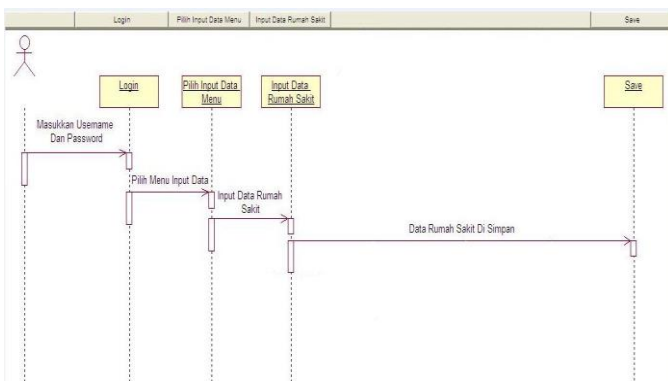 Login
Pilih Input Data Menu
Input Data Rumah Sakit
Save
Login
Pilih Input Data
Menu
Input Data
Rumah Sakit
Save
Masukkan Username
Dan Password
Pilih Menu Input Data
Input Data Rumah
Sakit
Data Rumah Sakit Di Simpan